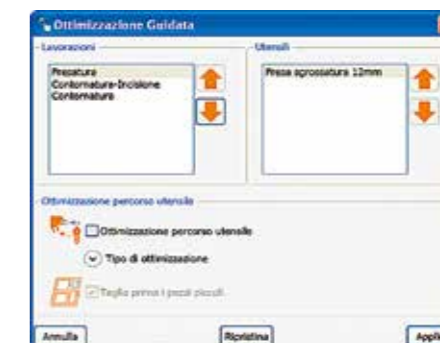 Ottimizzazione Guidata
Lavorazioni
Utensili
Fresature
Contornatura-Incisione
Contornatura
Fresa sgrossatura 12mm
Ottimizzazione percorso utensile
Ottimizzazione percorso utensile
Tipo di ottimizzazione
Taglia prima i pezzi piccoli
Annulla
Ripristina
Appli